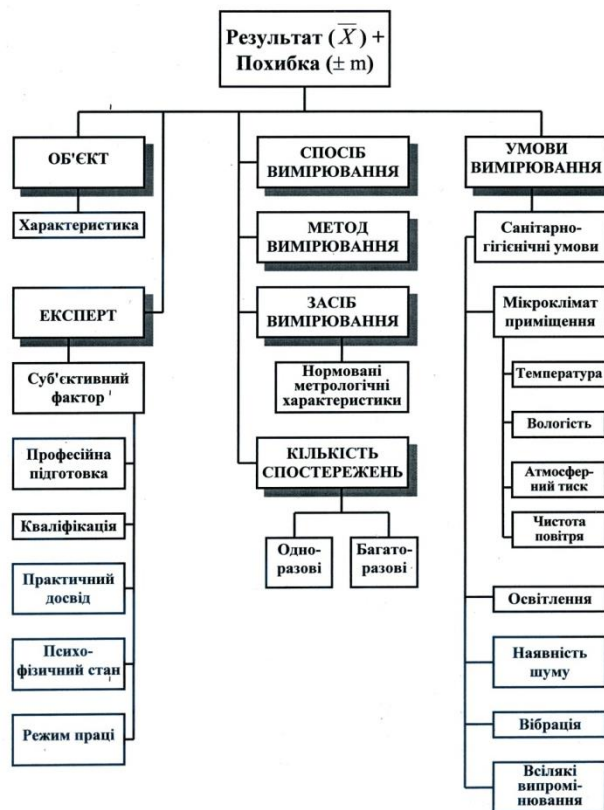 Результат (X̅) +
Похибка (± m)
ОБ'ЄКТ
Характеристика
ЕКСПЕРТ
Суб'єктивний
фактор
Професійна
підготовка
Кваліфікація
Практичний
досвід
Психо-
фізичний стан
Режим праці
СПОСІБ
ВИМІРЮВАННЯ
МЕТОД
ВИМІРЮВАННЯ
ЗАСІБ
ВИМІРЮВАННЯ
Нормовані
метрологічні
характеристики
КІЛЬКІСТЬ
СПОСТЕРЕЖЕНЬ
Одно-
разові
Багато-
разові
УМОВИ
ВИМІРЮВАННЯ
Санітарно-
гігієнічні умови
Мікроклімат
приміщення
Температура
Вологість
Атмосфер-
ний тиск
Чистота
повітря
Освітлення
Наявність
шуму
Вібрація
Всілякі
випромі-
нювання